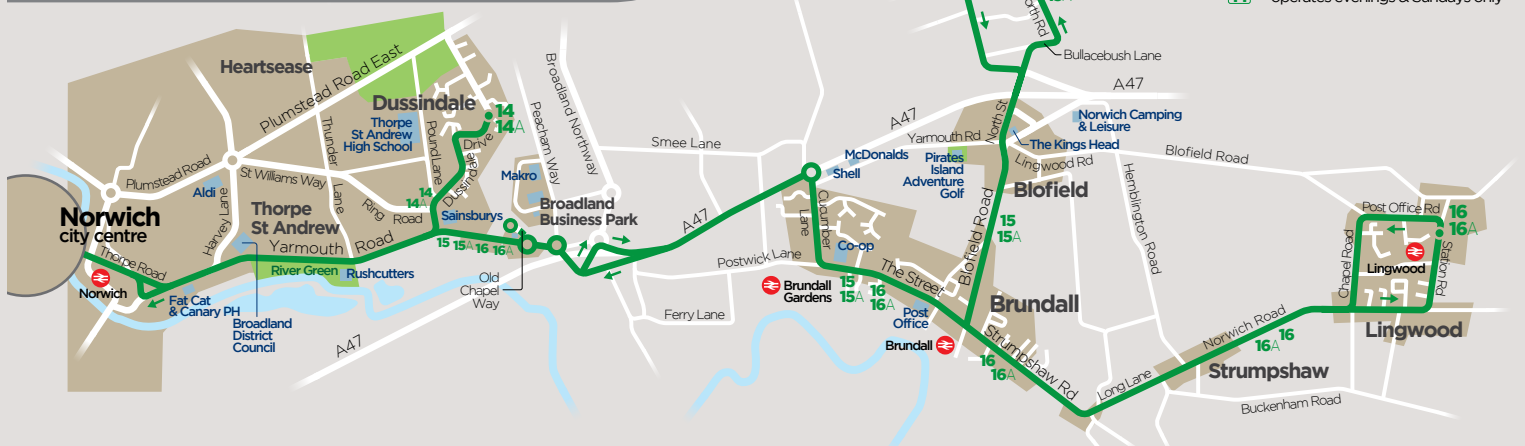 operates evenings & Sundays only
North Rd
Bullacebush Lane
A47
Heartsease
Plumstead Road East
Dussindale
14
14A
Thorpe
St Andrew
High School
Pound Lane
Thunder
Lane
Drive
Dussindale
Peacham Way
Broadland Northway
Smee Lane
A47
Yarmouth Rd
North St
Norwich Camping
& Leisure
The Kings Head
Lingwood Rd
Blofield Road
Plumstead Road
St Williams Way
Ring
Road
Aldi
Harvey Lane
14
14A
Makro
McDonalds
Shell
Pirates
Island
Adventure
Golf
Blofield
Hemblington Road
Norwich
city centre
Thorpe
St Andrew
Yarmouth Road
Sainsburys
Broadland
Business Park
A47
Cucumber
Lane
Co-op
Blofield Road
15
15A
Post Office Rd
16
16A
Chapel Road
Station Rd
Lingwood
Lingwood
Thorpe Road
Norwich
River Green
Rushcutters
15 15A 16 16A
Old
Chapel
Way
Postwick Lane
Brundall
Gardens
15
15A
16
16A
The Street
Brundall
Fat Cat
& Canary PH
Broadland
District
Council
A47
Ferry Lane
Post
Office
Brundall
Strumpshaw Rd
16
16A
Norwich Road
16
16A
Strumpshaw
Long Lane
Buckenham Road